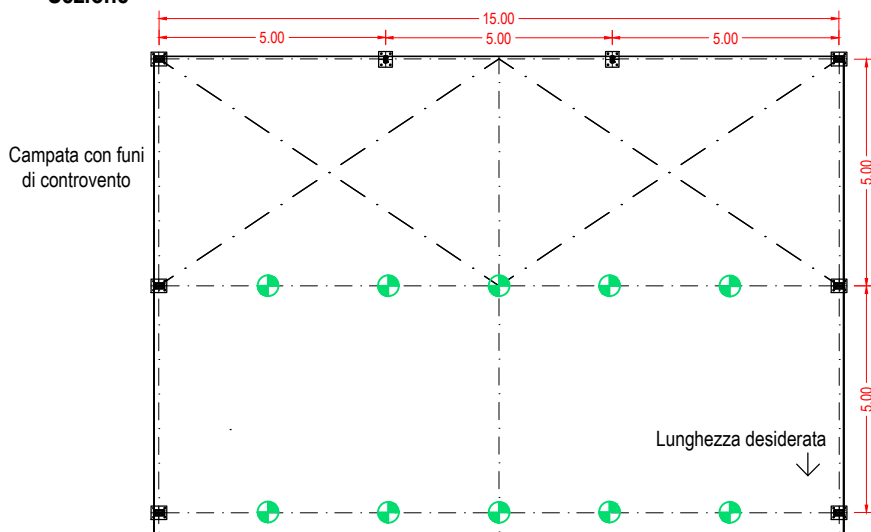 Sezione
15.00
5.00 5.00 5.00
Campata con funi
di controvento
5.00
5.00
Lunghezza desiderata